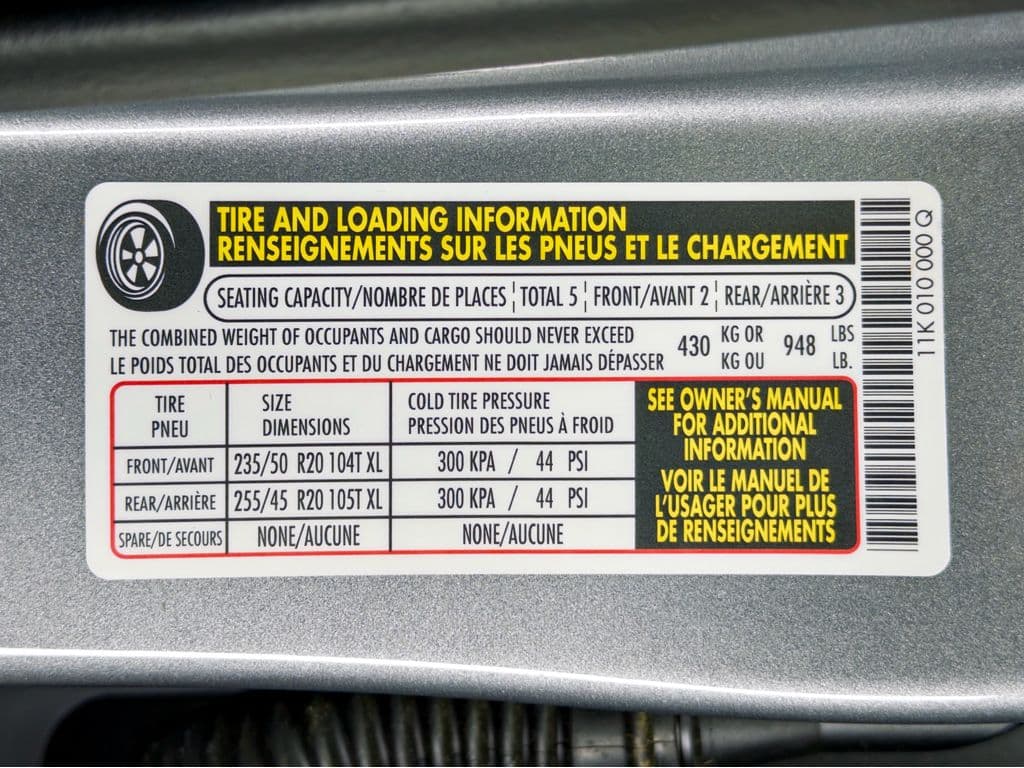 TIRE AND LOADING INFORMATION
RENSEIGNEMENTS SUR LES PNEUS ET LE CHARGEMENT
SEATING CAPACITY/NOMBRE DE PLACES TOTAL 5 FRONT/AVANT 2 REAR/ARRIÈRE 3
THE COMBINED WEIGHT OF OCCUPANTS AND CARGO SHOULD NEVER EXCEED
LE POIDS TOTAL DES OCCUPANTS ET DU CHARGEMENT NE DOIT JAMAIS DÉPASSER
430 KG OR 948 LBS
KG OU LB.
TIRE SIZE COLD TIRE PRESSURE
PNEU DIMENSIONS PRESSION DES PNEUS À FROID
FRONT/AVANT 235/50 R20 104T XL 300 KPA / 44 PSI
REAR/ARRIÈRE 255/45 R20 105T XL 300 KPA / 44 PSI
SPARE/DE SECOURS NONE/AUCUNE NONE/AUCUNE
SEE OWNER'S MANUAL
FOR ADDITIONAL
INFORMATION
VOIR LE MANUEL DE
L'USAGER POUR PLUS
DE RENSEIGNEMENTS
11K 010 000 Q